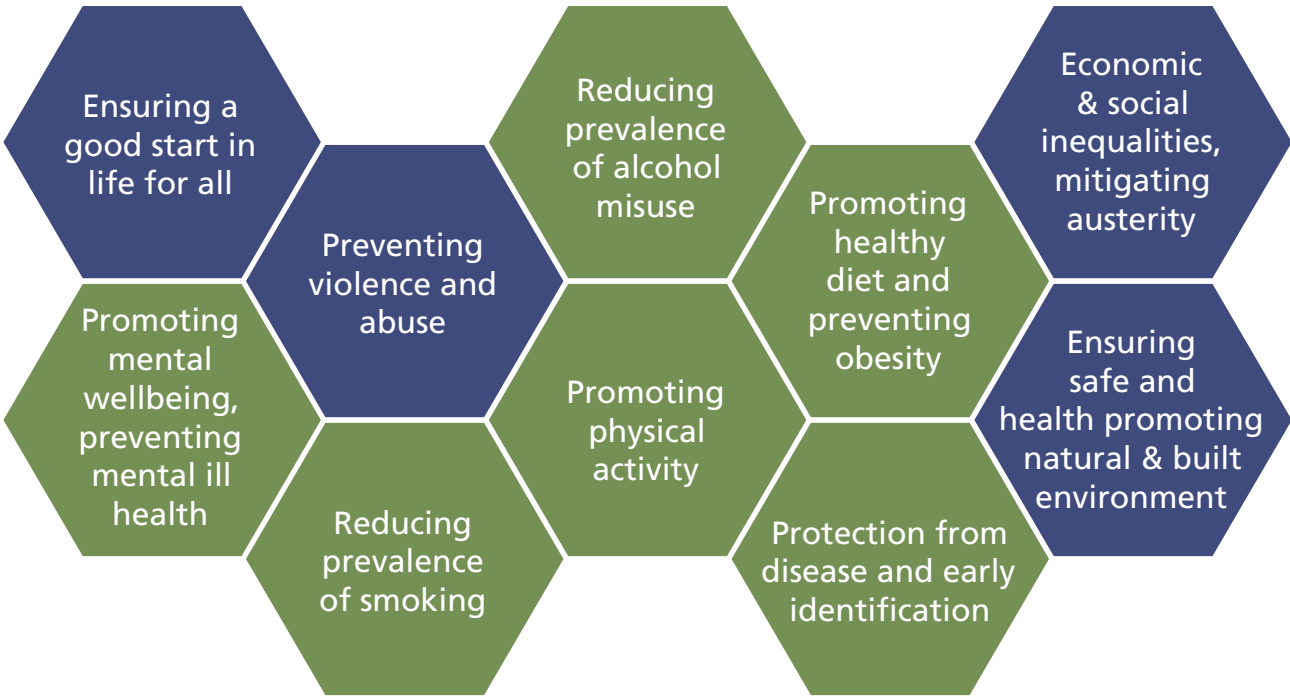 Ensuring a
good start in
life for all
Preventing
violence and
abuse
Reducing
prevalence
of alcohol
misuse
Promoting
healthy
diet and
preventing
obesity
Economic
& social
inequalities,
mitigating
austerity
Promoting
mental
wellbeing,
preventing
mental ill
health
Reducing
prevalence
of smoking
Promoting
physical
activity
Protection from
disease and early
identification
Ensuring
safe and
health promoting
natural & built
environment